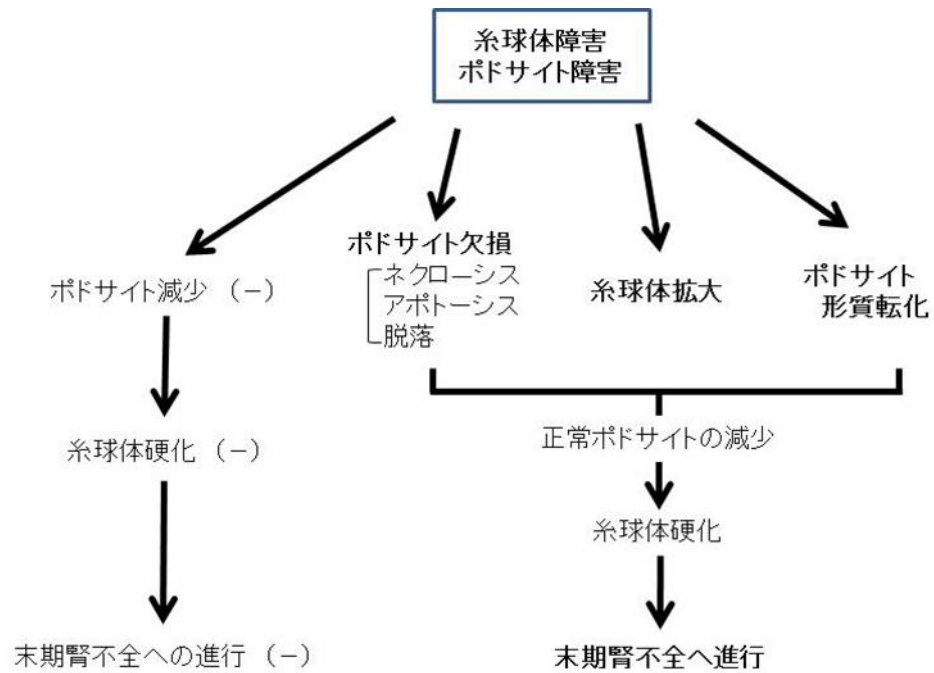 糸球体障害
ポドサイト障害
ポドサイト減少 （－）
糸球体硬化 （－）
末期腎不全への進行 （－）
ポドサイト欠損
ネクローシス
アポトーシス
脱落
糸球体拡大
ポドサイト
形質転化
正常ポドサイトの減少
糸球体硬化
末期腎不全へ進行